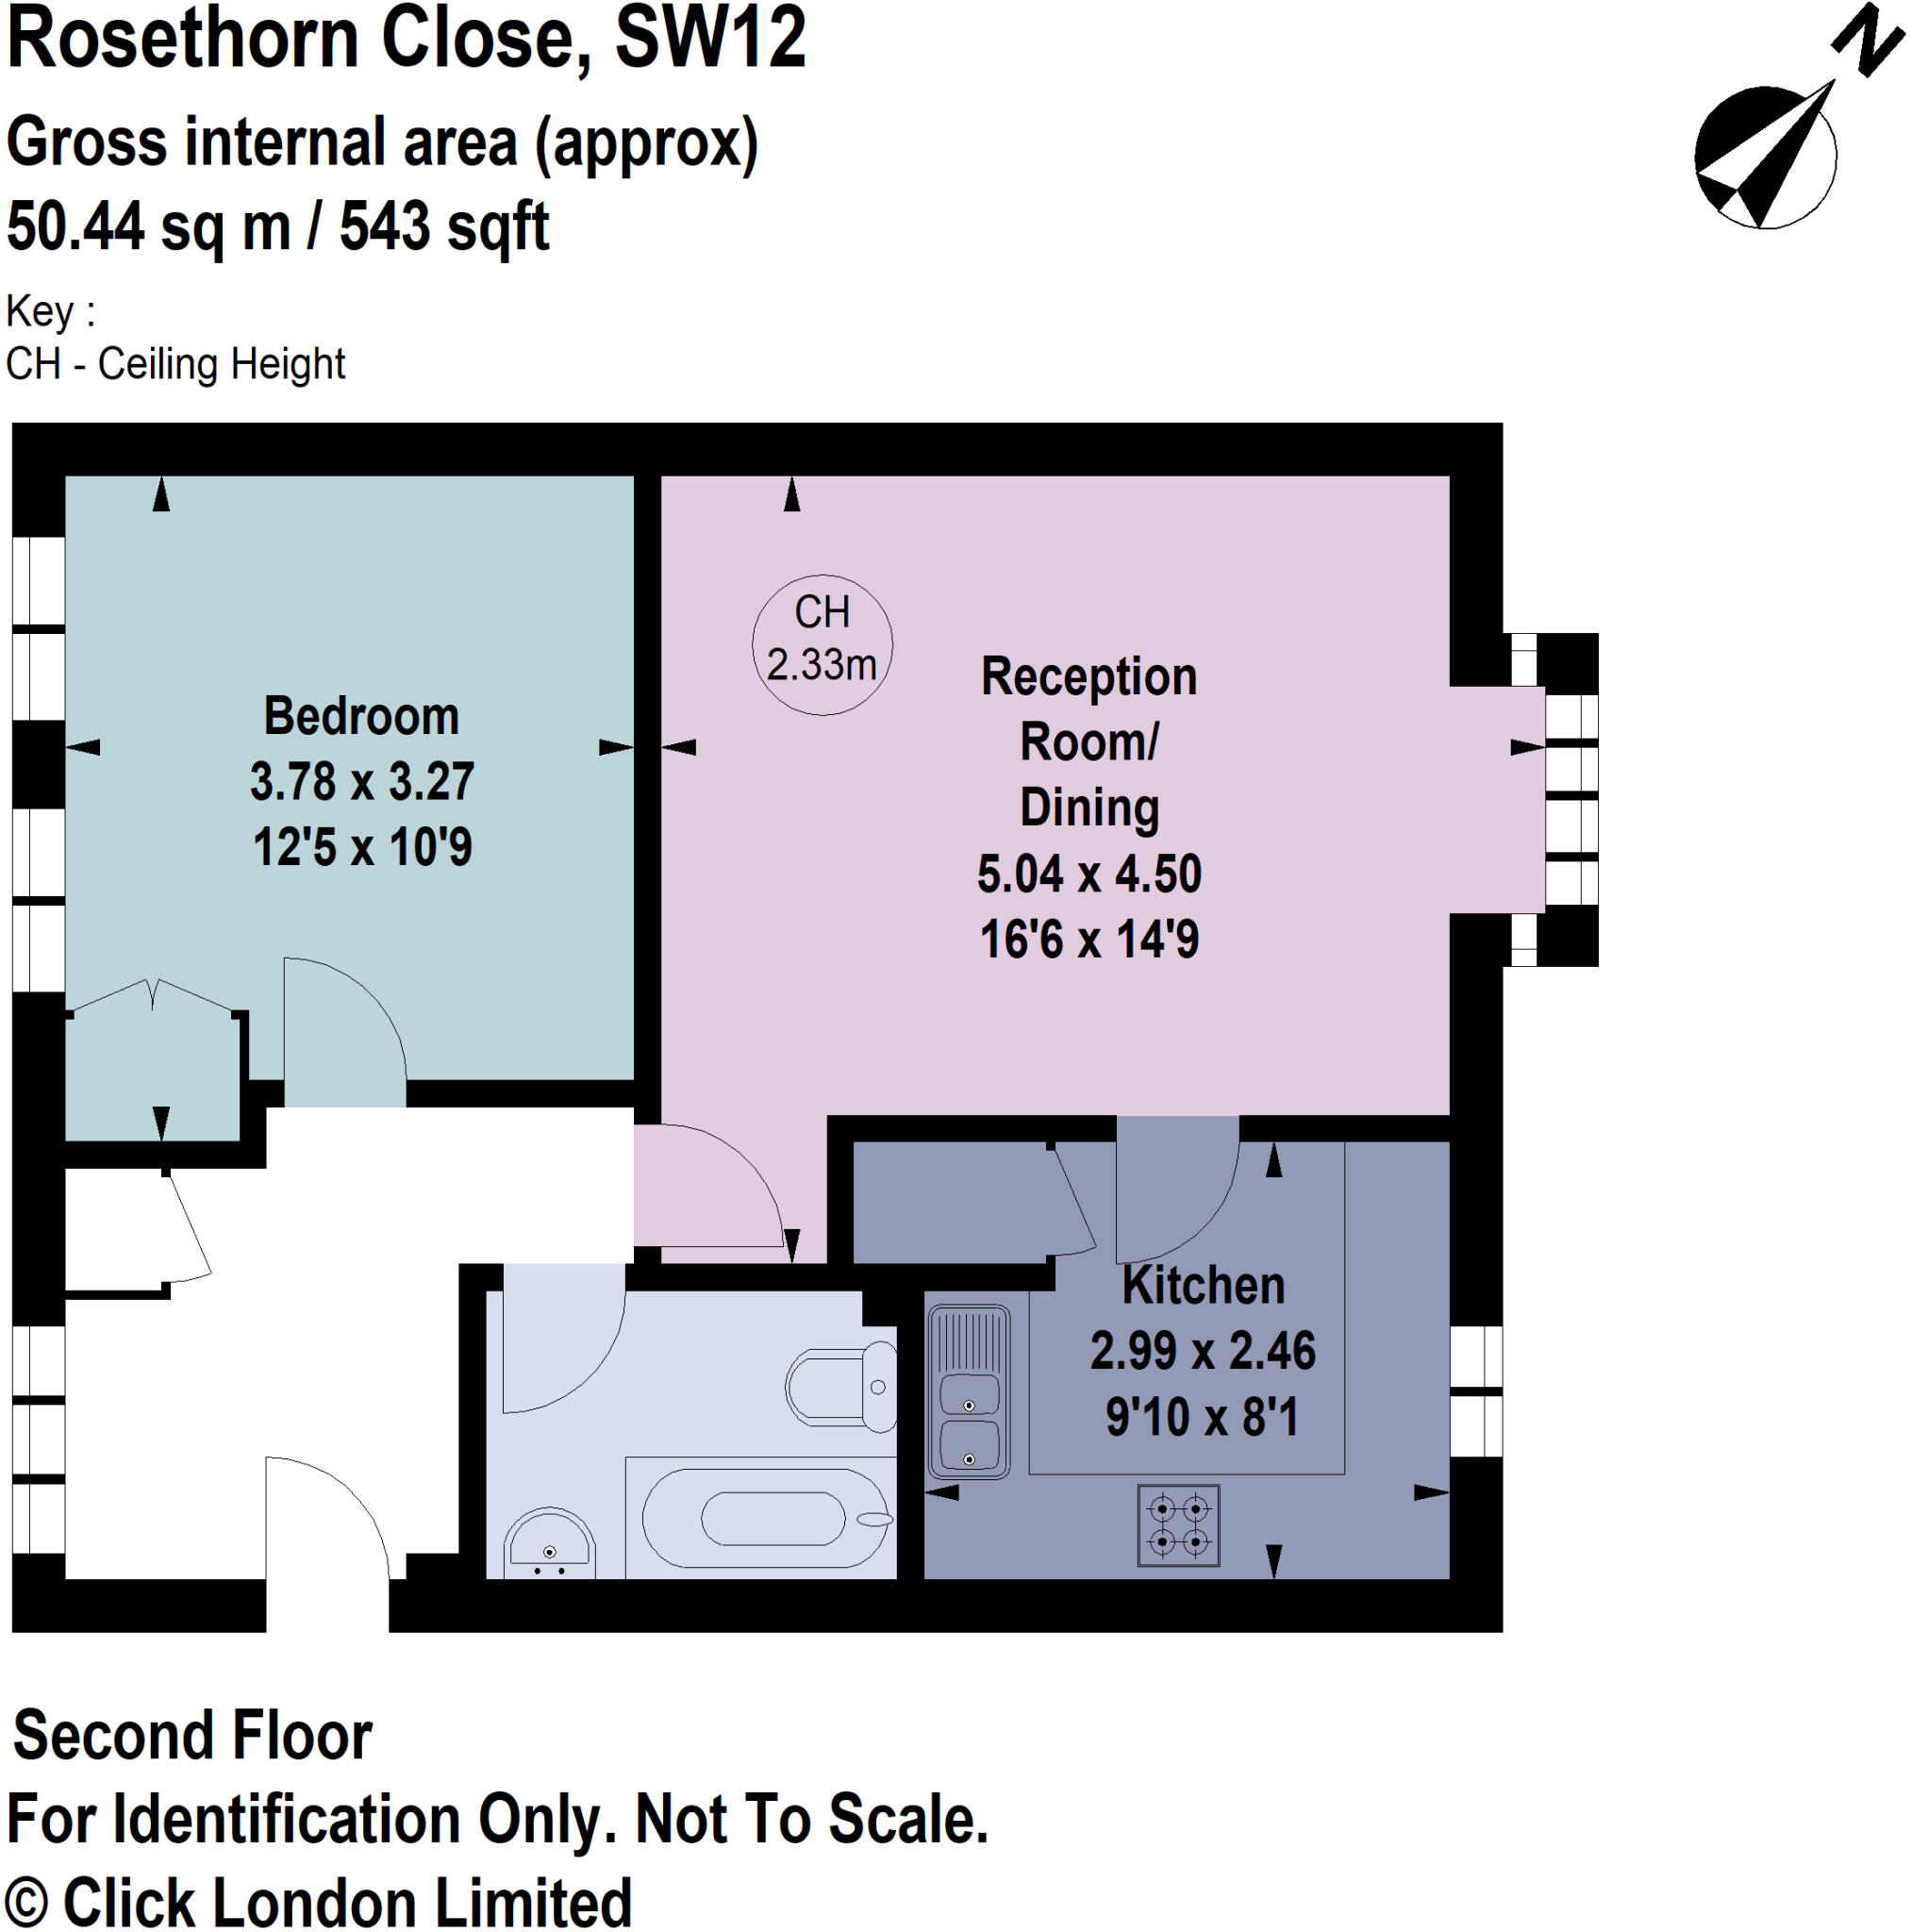 Rosethorn Close, SW12
N
Gross internal area (approx)
50.44 sq m / 543 sqft
Key :
CH - Ceiling Height
CH
2.33m
Bedroom
3.78 x 3.27
12'5 x 10'9
Reception
Room/
Dining
5.04 x 4.50
16'6 x 14'9
Kitchen
2.99 x 2.46
9'10 x 8'1
Second Floor
For Identification Only. Not To Scale.
© Click London Limited